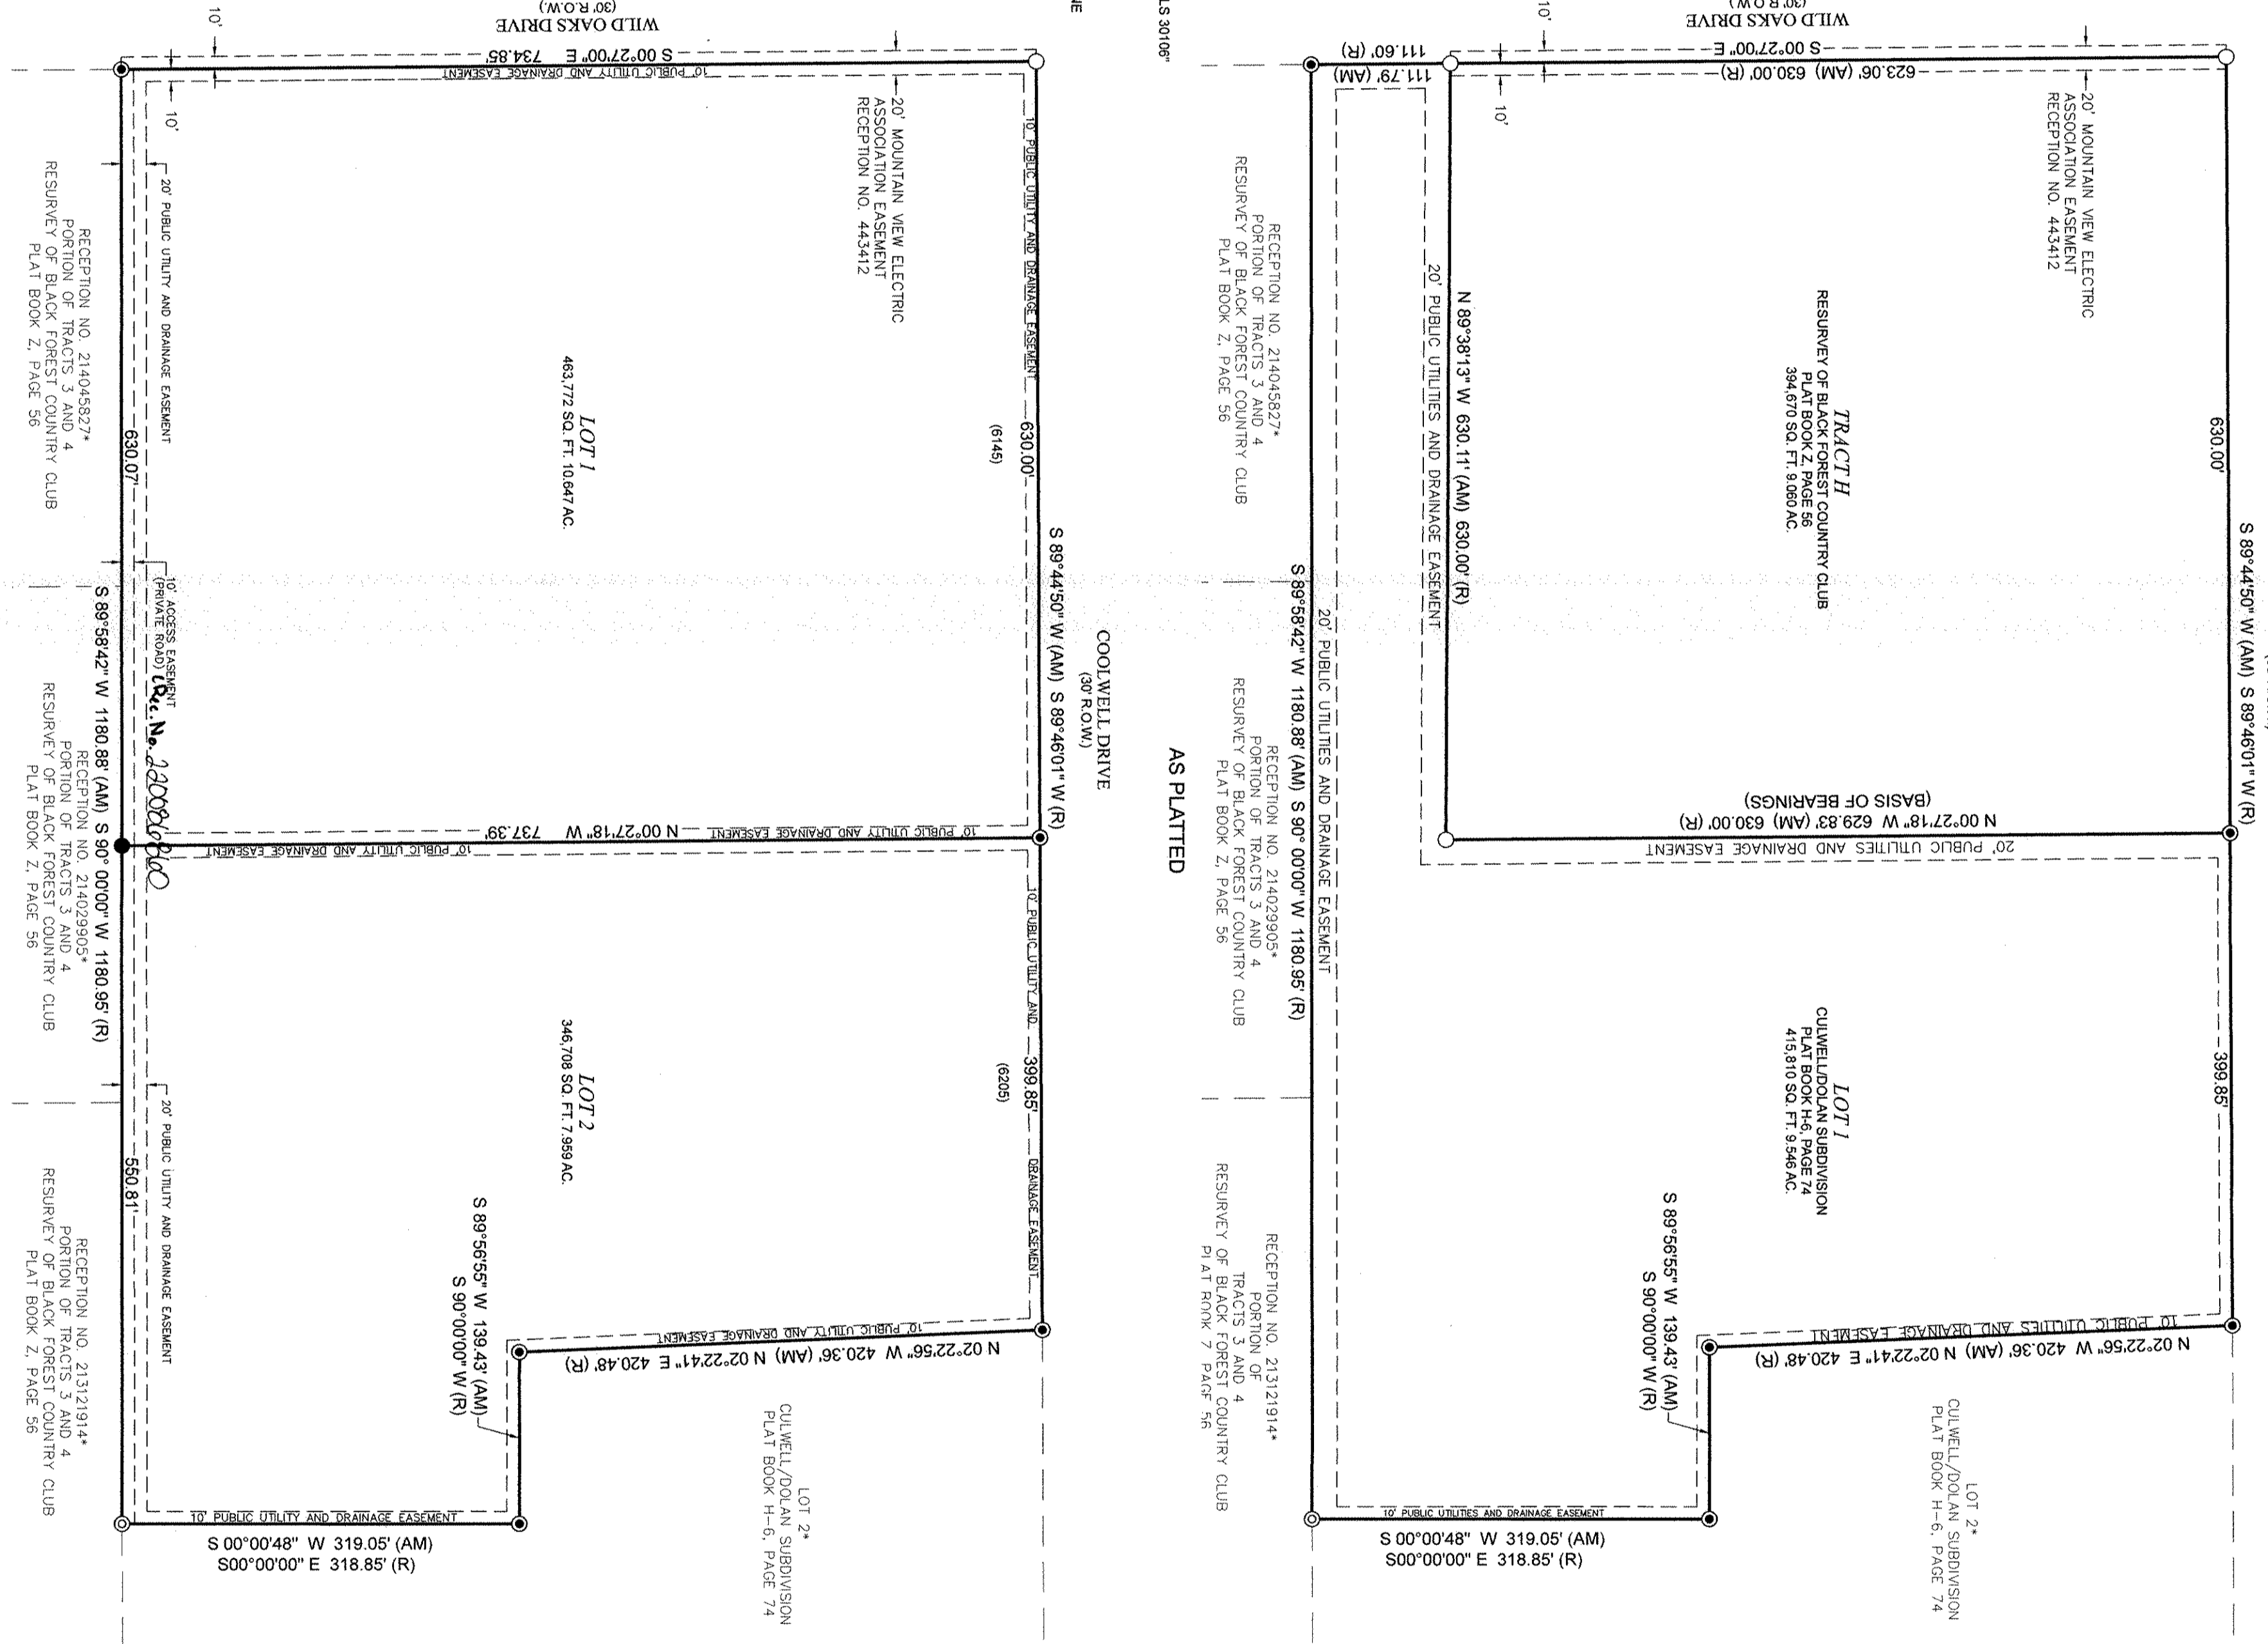 S 89°44'50" W (AM) S 89°46'01" W (R)
630.00'
399.85'
WILD OAKS DRIVE
(30' R.O.W.)
S 00°27'00" E
623.06' (AM) 630.00' (R)
111.60' (R)
111.79' (AM)
10'
10'
20' MOUNTAIN VIEW ELECTRIC
ASSOCIATION EASEMENT
RECEPTION NO. 443412
TRACT H
RESURVEY OF BLACK FOREST COUNTRY CLUB
PLAT BOOK Z, PAGE 56
394,670 SQ. FT. 9.060 AC.
N 00°27'18" W 629.83' (AM) 630.00' (R)
(BASIS OF BEARINGS)
20' PUBLIC UTILITIES AND DRAINAGE EASEMENT
N 89°38'13" W 630.11' (AM) 630.00' (R)
20' PUBLIC UTILITIES AND DRAINAGE EASEMENT
LOT 1
CULWELL/DOLAN SUBDIVISION
PLAT BOOK H-6, PAGE 74
415,810 SQ. FT. 9.546 AC.
10' PUBLIC UTILITIES AND DRAINAGE EASEMENT
N 02°22'56" W 420.36' (AM) N 02°22'41" E 420.48' (R)
S 89°56'55" W 139.43' (AM)
S 90°00'00" W (R)
LOT 2*
CULWELL/DOLAN SUBDIVISION
PLAT BOOK H-6, PAGE 74
10' PUBLIC UTILITIES AND DRAINAGE EASEMENT
S 00°00'48" W 319.05' (AM)
S00°00'00" E 318.85' (R)
20' PUBLIC UTILITIES AND DRAINAGE EASEMENT
S 89°58'42" W 1180.88' (AM) S 90° 00'00" W 1180.95' (R)
RECEPTION NO. 214045827*
PORTION OF TRACTS 3 AND 4
RESURVEY OF BLACK FOREST COUNTRY CLUB
PLAT BOOK Z, PAGE 56
RECEPTION NO. 214029905*
PORTION OF TRACTS 3 AND 4
RESURVEY OF BLACK FOREST COUNTRY CLUB
PLAT BOOK Z, PAGE 56
RECEPTION NO. 213121914*
PORTION OF
TRACTS 3 AND 4
RESURVEY OF BLACK FOREST COUNTRY CLUB
PLAT BOOK 7 PAGE 56
AS PLATTED
LS 30106"
NE
COOLWELL DRIVE
(30' R.O.W.)
S 89°44'50" W (AM) S 89°46'01" W (R)
630.00'
(6145)
399.85'
(6205)
10' PUBLIC UTILITY AND DRAINAGE EASEMENT
10' PUBLIC UTILITY AND
DRAINAGE EASEMENT
WILD OAKS DRIVE
(30' R.O.W.)
S 00°27'00" E 734.85'
10' PUBLIC UTILITY AND DRAINAGE EASEMENT
10'
10'
20' MOUNTAIN VIEW ELECTRIC
ASSOCIATION EASEMENT
RECEPTION NO. 443412
LOT 1
463,772 SQ. FT. 10.647 AC.
N 00°27'18" W 737.39'
10' PUBLIC UTILITY AND DRAINAGE EASEMENT
10' PUBLIC UTILITY AND DRAINAGE EASEMENT
LOT 2
346,708 SQ. FT. 7.959 AC.
10' PUBLIC UTILITY AND DRAINAGE EASEMENT
N 02°22'56" W 420.36' (AM) N 02°22'41" E 420.48' (R)
S 89°56'55" W 139.43' (AM)
S 90°00'00" W (R)
LOT 2*
CULWELL/DOLAN SUBDIVISION
PLAT BOOK H-6, PAGE 74
10' PUBLIC UTILITY AND DRAINAGE EASEMENT
S 00°00'48" W 319.05' (AM)
S00°00'00" E 318.85' (R)
20' PUBLIC UTILITY AND DRAINAGE EASEMENT
10' ACCESS EASEMENT
(PRIVATE ROAD) (Rec. No.
20' PUBLIC UTILITY AND DRAINAGE EASEMENT
630.07'
550.81'
S 89°58'42" W 1180.88' (AM) S 90° 00'00" W 1180.95' (R)
RECEPTION NO. 214045827*
PORTION OF TRACTS 3 AND 4
RESURVEY OF BLACK FOREST COUNTRY CLUB
PLAT BOOK Z, PAGE 56
RECEPTION NO. 214029905*
PORTION OF TRACTS 3 AND 4
RESURVEY OF BLACK FOREST COUNTRY CLUB
PLAT BOOK Z, PAGE 56
RECEPTION NO. 213121914*
PORTION OF TRACTS 3 AND 4
RESURVEY OF BLACK FOREST COUNTRY CLUB
PLAT BOOK Z, PAGE 56